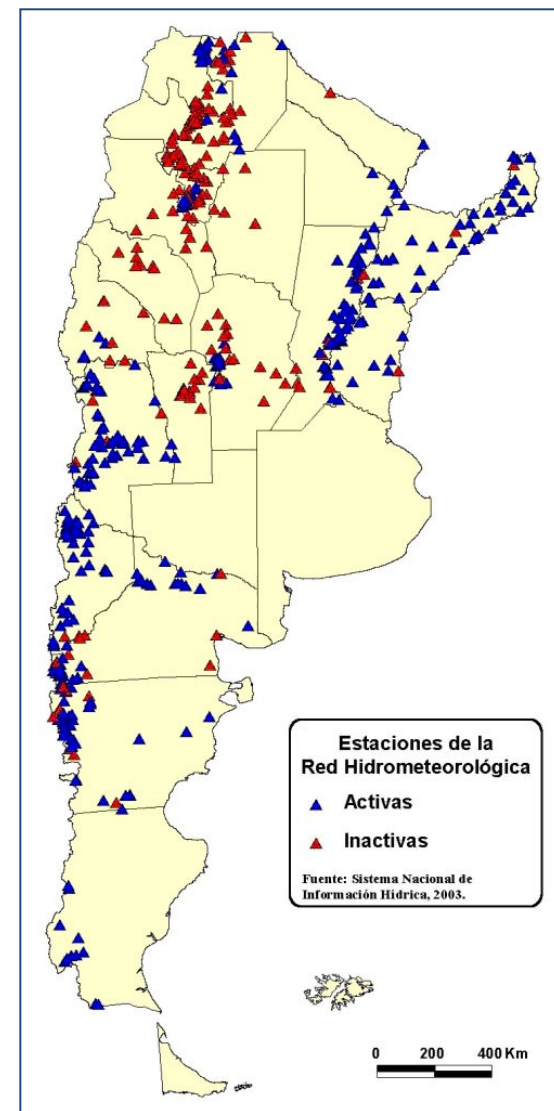 Estaciones de la
Red Hidrometeorológica
Activas
Inactivas
Fuente: Sistema Nacional de
Información Hídrica, 2003.
0 200 400 Km